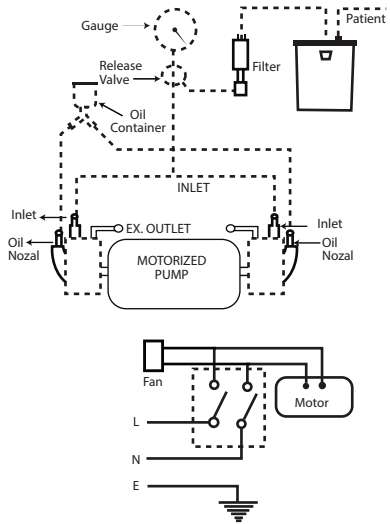 Gauge
Patient
Release
Valve
Filter
Oil
Container
INLET
Inlet
EX. OUTLET
Inlet
Oil
Nozal
Oil
Nozal
MOTORIZED
PUMP
Fan
Motor
L
N
E